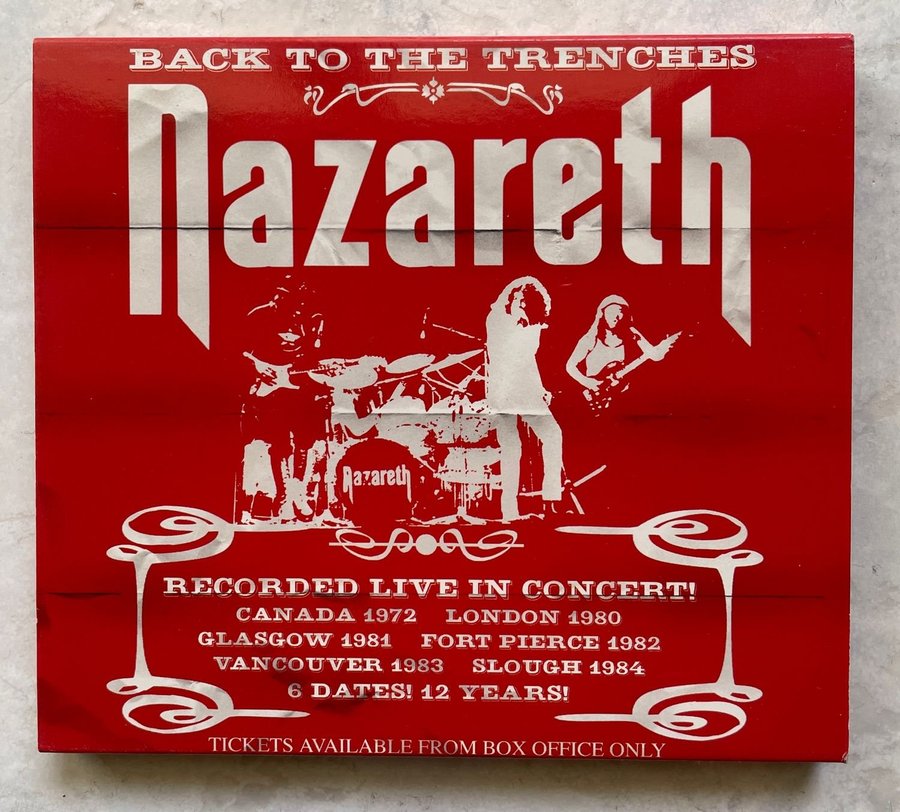 BACK TO THE TRENCHES
Nazareth
Nazareth
RECORDED LIVE IN CONCERT!
CANADA 1972 LONDON 1980
GLASGOW 1981 FORT PIERCE 1982
VANCOUVER 1983 SLOUGH 1984
6 DATES! 12 YEARS!
TICKETS AVAILABLE FROM BOX OFFICE ONLY